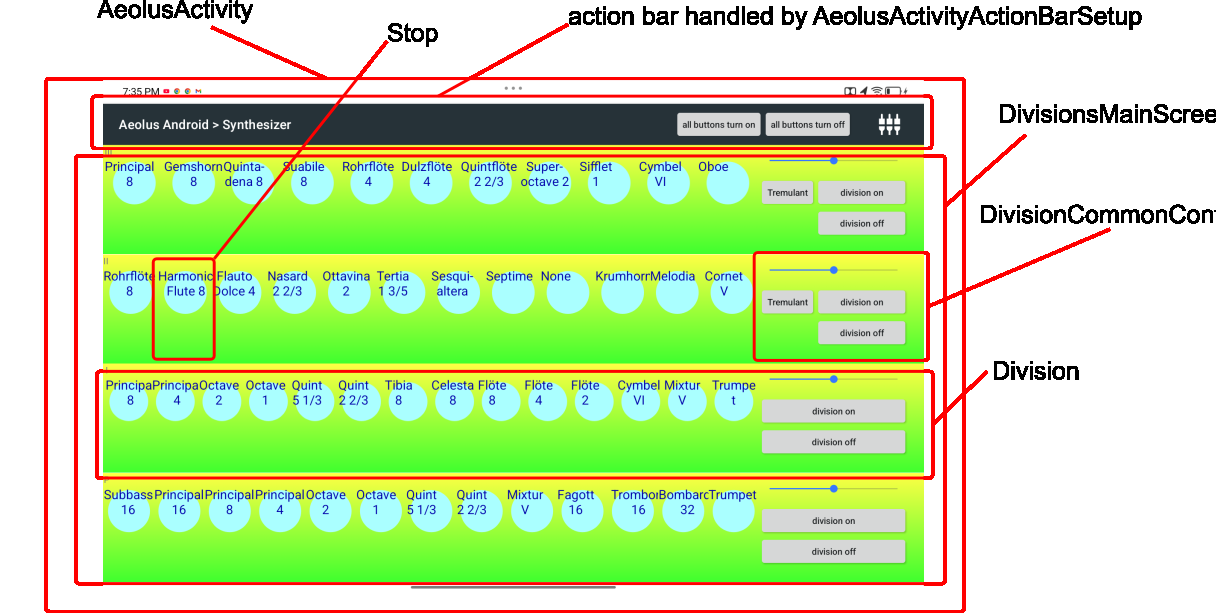 AeolusActivity
action bar handled by AeolusActivityActionBarSetup
Stop
7:35 PM
Aeolus Android > Synthesizer
all buttons turn on
all buttons turn off
DivisionsMainScree
III
Principal
8
Gemshorn
8
Quinta-
dena 8
Suabile
8
Rohrflöte
4
Dulzflöte
4
Quintflöte
2 2/3
Super-
octave 2
Sifflet
1
Cymbel
VI
Oboe
Tremulant
division on
division off
DivisionCommonCont
II
Rohrflöte
8
Harmonic
Flute 8
Flauto
Dolce 4
Nasard
2 2/3
Ottavina
2
Tertia
1 3/5
Sesqui-
altera
Septime
None
Krumhorn
Melodia
Cornet
V
Tremulant
division on
division off
Division
I
Principa
8
Principa
4
Octave
2
Octave
1
Quint
5 1/3
Quint
2 2/3
Tibia
8
Celesta
8
Flöte
8
Flöte
4
Flöte
2
Cymbel
VI
Mixtur
V
Trumpe
t
division on
division off
Subbass
16
Principal
16
Principal
8
Principal
4
Octave
2
Octave
1
Quint
5 1/3
Quint
2 2/3
Mixtur
V
Fagott
16
Trombon
16
Bombard
32
Trumpet
division on
division off